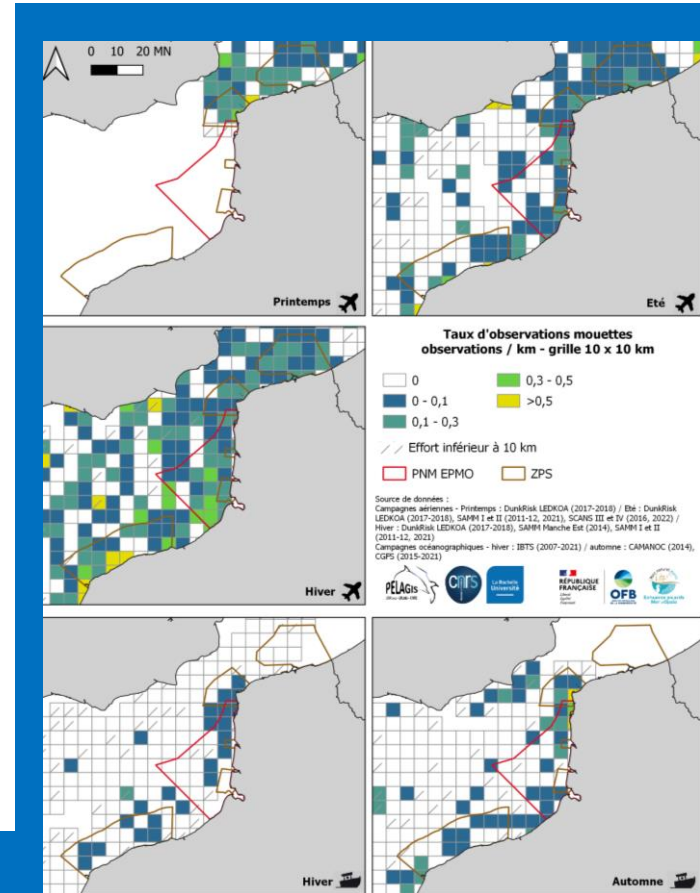 0 10 20 MN
Printemps
Eté
Taux d'observations mouettes
observations / km - grille 10 x 10 km
0
0 - 0,1
0,1 - 0,3
0,3 - 0,5
>0,5
Effort inférieur à 10 km
PNM EPMO
ZPS
Source de données :
Campagnes aériennes - Printemps : DunkRisk LEDKOA (2017-2018) / Eté : DunkRisk
LEDKOA (2017-2018), SAMM I et II (2011-12, 2021), SCANS III et IV (2016, 2022) /
Hiver : DunkRisk LEDKOA (2017-2018), SAMM Manche Est (2014), SAMM I et II
(2011-12, 2021)
Campagnes océanographiques - hiver : IBTS (2007-2021) / automne : CAMANOC (2014),
CGFS (2015-2021)
PELAGIS
cnrs
La Rochelle
Université
RÉPUBLIQUE
FRANÇAISE
Liberté
Égalité
Fraternité
OFB
Hiver
Hiver
Automne